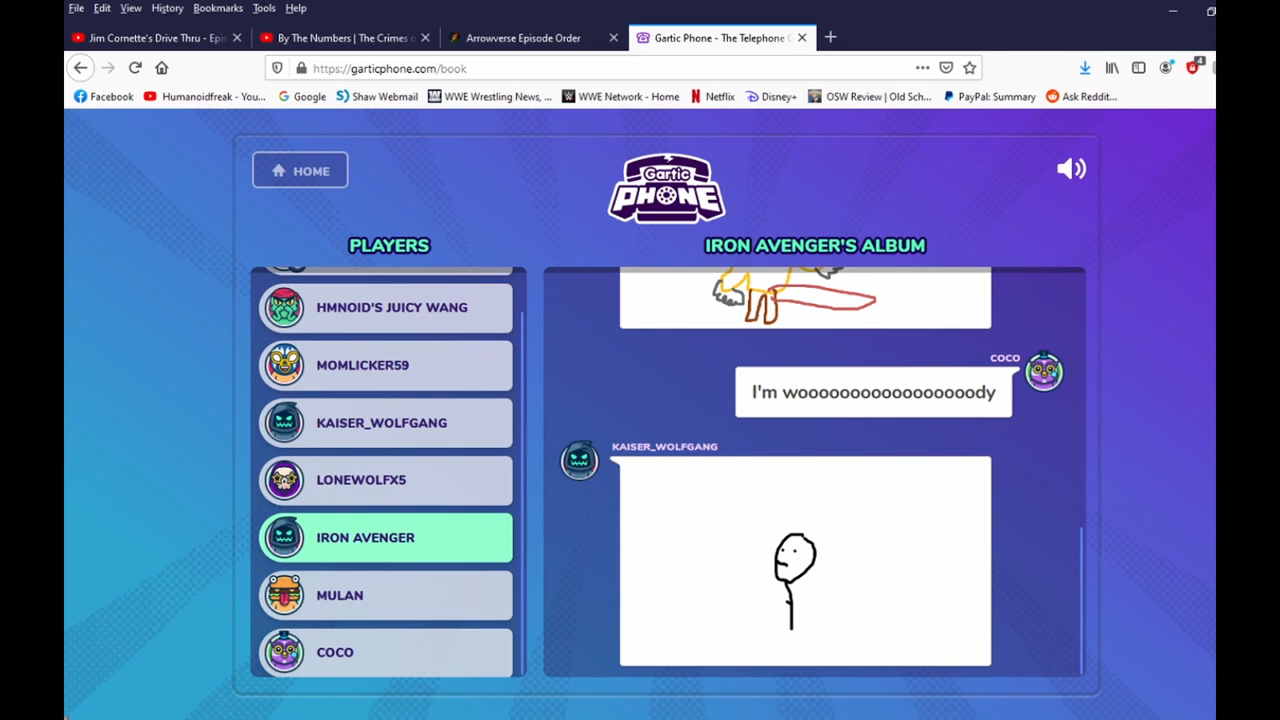 File Edit View History Bookmarks Tools Help
Jim Cornette's Drive Thru - Epis
By The Numbers | The Crimes o
Arrowverse Episode Order
Gartic Phone - The Telephone G
https://garticphone.com/book
4
Facebook
Humanoidfreak - You...
Google
Shaw Webmail
WWE Wrestling News, ...
WWE Network - Home
Netflix
Disney+
OSW Review | Old Sch...
PayPal: Summary
Ask Reddit...
HOME
Gartic
PHONE
PLAYERS
IRON AVENGER'S ALBUM
HMNOID'S JUICY WANG
MOMLICKER59
KAISER_WOLFGANG
LONEWOLFX5
IRON AVENGER
MULAN
COCO
COCO
I'm woooooooooooooooooody
KAISER_WOLFGANG